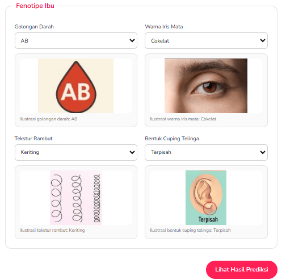 Fenotipe Ibu
Golongan Darah
Warna Iris Mata
AB
Cokelat
AB
Ilustrasi golongan darah: AB
Ilustrasi warna iris mata: Cokelat
Tekstur Rambut
Bentuk Cuping Telinga
Keriting
Terpisah
Terpisah
Ilustrasi tekstur rambut: Keriting
Ilustrasi bentuk cuping telinga: Terpisah
Lihat Hasil Prediksi